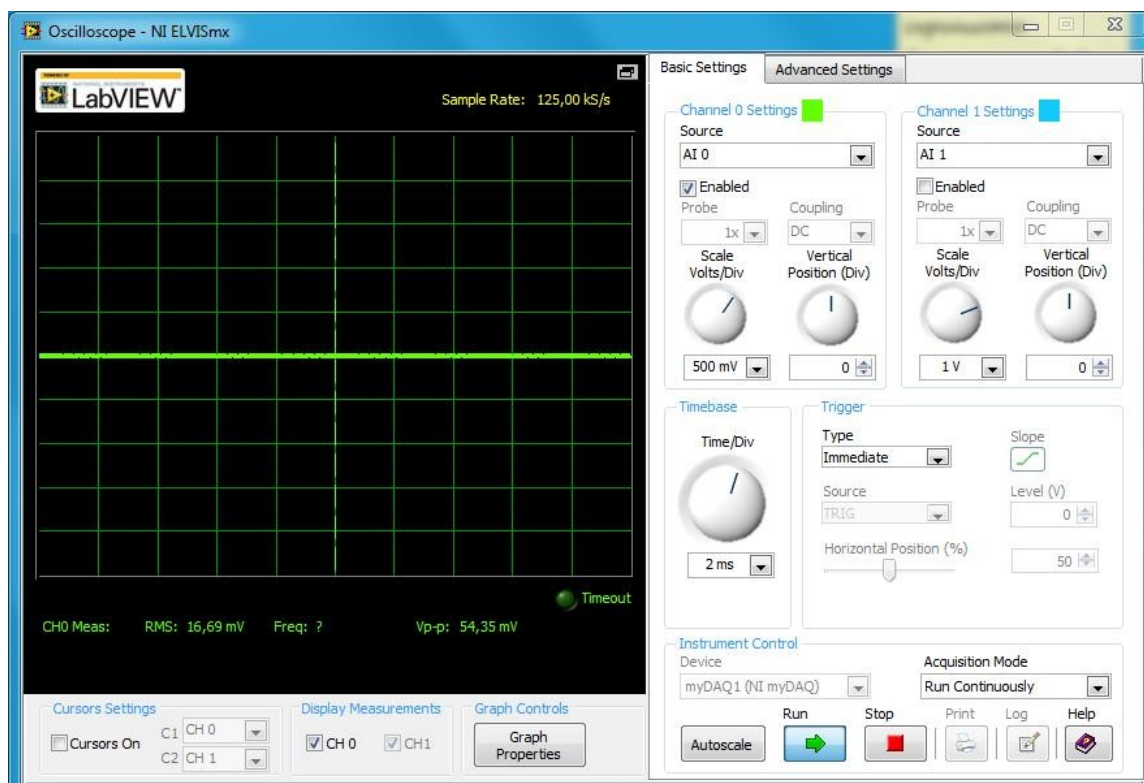 Oscilloscope - NI ELVISmx
POWERED BY
NATIONAL INSTRUMENTS
LabVIEW™
Sample Rate: 125,00 kS/s
Timeout
CH0 Meas: RMS: 16,69 mV Freq: ? Vp-p: 54,35 mV
Cursors Settings
Cursors On
C1 CH 0
C2 CH 1
Display Measurements
CH 0 CH1
Graph Controls
Graph
Properties
Basic Settings Advanced Settings
Channel 0 Settings
Source
AI 0
Enabled
Probe Coupling
1x DC
Scale
Volts/Div
Vertical
Position (Div)
500 mV 0
Channel 1 Settings
Source
AI 1
Enabled
Probe Coupling
1x DC
Scale
Volts/Div
Vertical
Position (Div)
1 V 0
Timebase
Time/Div
2 ms
Trigger
Type
Immediate
Slope
Source
TRIG
Level (V)
0
Horizontal Position (%)
50
Instrument Control
Device
myDAQ1 (NI myDAQ)
Acquisition Mode
Run Continuously
Autoscale
Run Stop Print Log Help